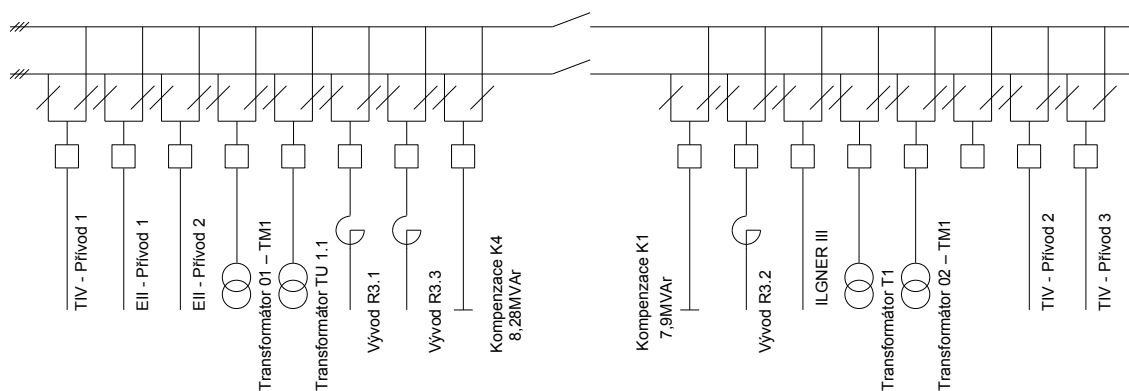 TIV - Přívod 1
EII - Přívod 1
EII - Přívod 2
Transformátor 01 – TM1
Transformátor TU 1.1
Vývod R3.1
Vývod R3.3
Kompenzace K4
8,28MVAr
Kompenzace K1
7,9MVAr
Vývod R3.2
ILGNER III
Transformátor T1
Transformátor 02 – TM1
TIV - Přívod 2
TIV - Přívod 3